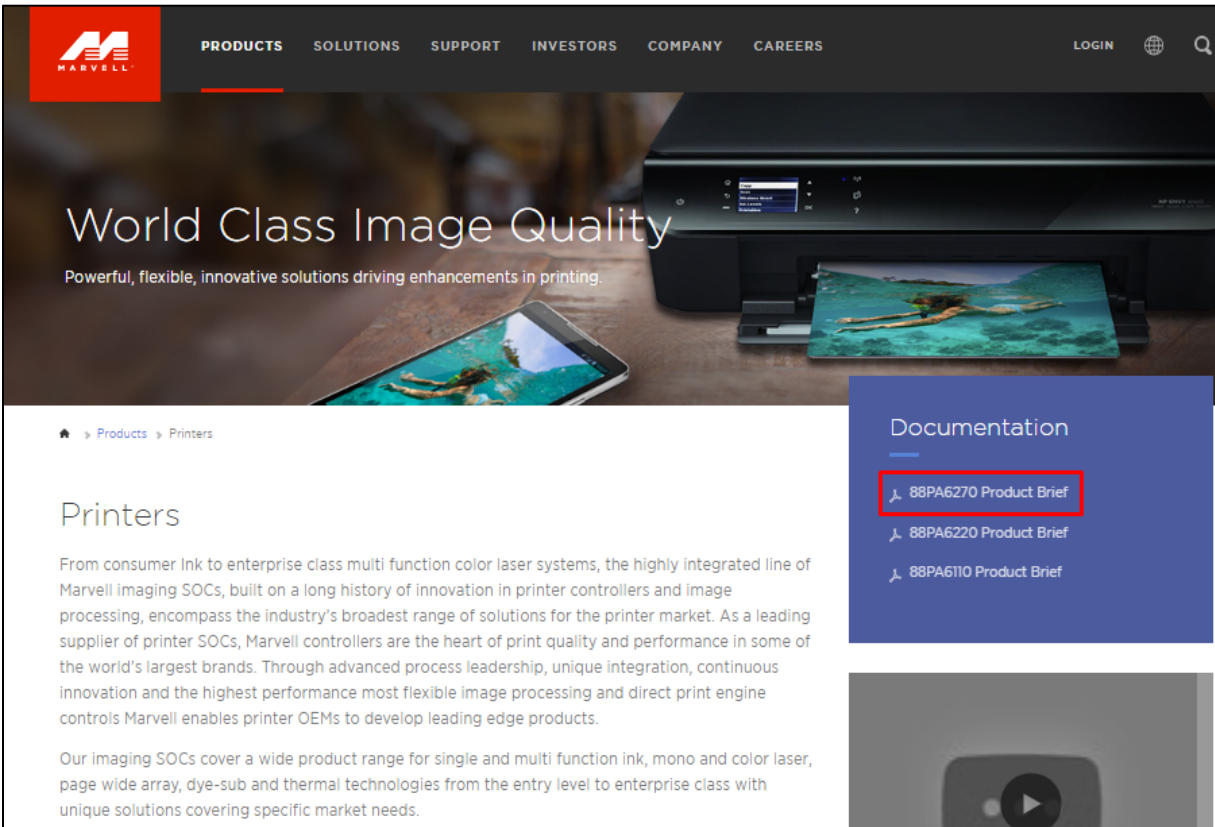 MARVELL
PRODUCTS SOLUTIONS SUPPORT INVESTORS COMPANY CAREERS LOGIN
World Class Image Quality
Powerful, flexible, innovative solutions driving enhancements in printing.
Copy
OK
?
Products Printers
Documentation
88PA6270 Product Brief
88PA6220 Product Brief
88PA6110 Product Brief
Printers
From consumer Ink to enterprise class multi function color laser systems, the highly integrated line of
Marvell imaging SOCs, built on a long history of innovation in printer controllers and image
processing, encompass the industry's broadest range of solutions for the printer market. As a leading
supplier of printer SOCs, Marvell controllers are the heart of print quality and performance in some of
the world's largest brands. Through advanced process leadership, unique integration, continuous
innovation and the highest performance most flexible image processing and direct print engine
controls Marvell enables printer OEMs to develop leading edge products.
Our imaging SOCs cover a wide product range for single and multi function ink, mono and color laser,
page wide array, dye-sub and thermal technologies from the entry level to enterprise class with
unique solutions covering specific market needs.